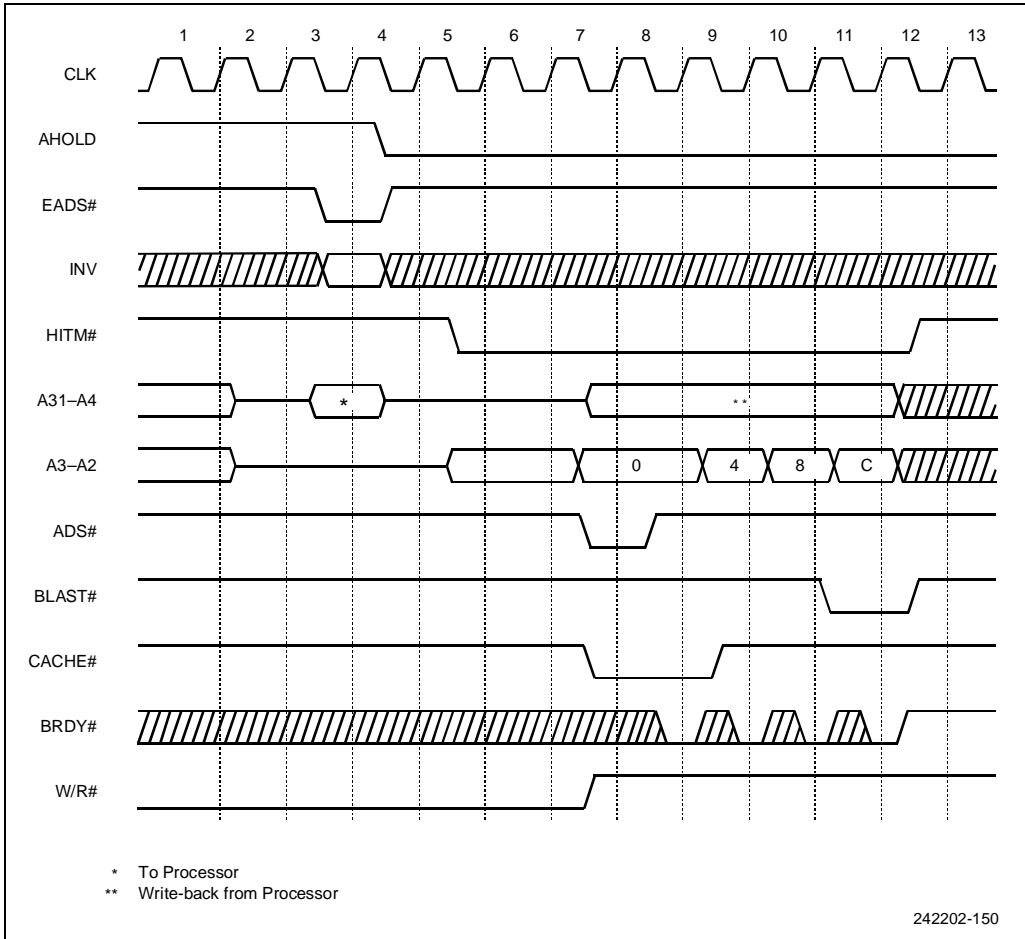 1 2 3 4 5 6 7 8 9 10 11 12 13
CLK
AHOLD
EADS#
INV
HITM#
A31–A4 * **
A3–A2 0 4 8 C
ADS#
BLAST#
CACHE#
BRDY#
W/R#
* To Processor
** Write-back from Processor
242202-150